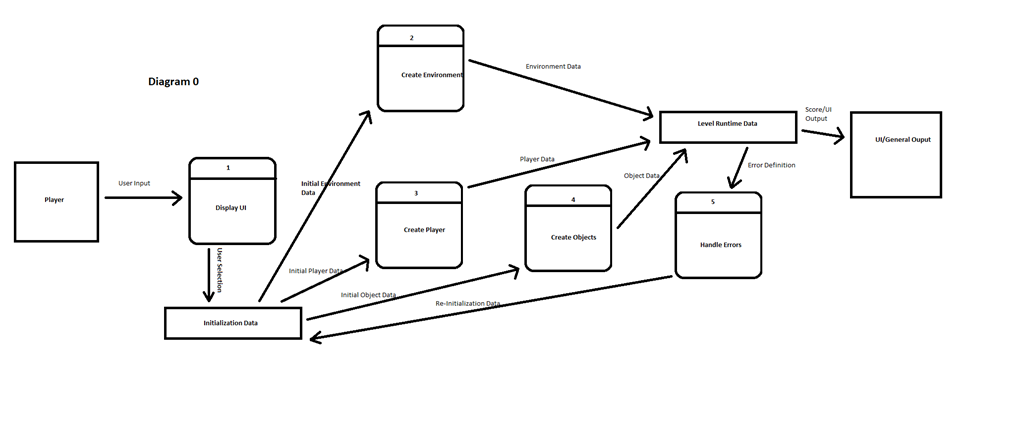 Diagram 0
2
Create Environment
Environment Data
Score/UI
Output
Level Runtime Data
UI/General Ouput
Player
User Input
1
Display UI
Initial Environment
Data
3
Create Player
Player Data
4
Create Objects
Object Data
Error Definition
5
Handle Errors
User Selection
Initial Player Data
Initial Object Data
Re-Initialization Data
Initialization Data